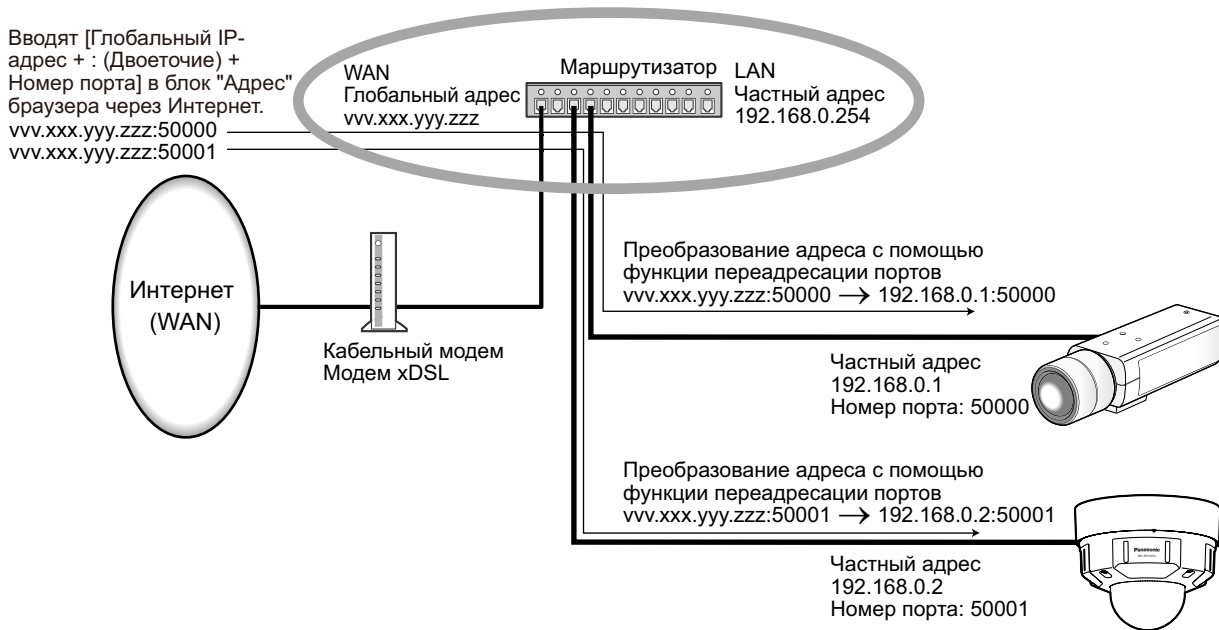 Вводят [Глобальный IP-
адрес + : (Двоеточие) +
Номер порта] в блок "Адрес"
браузера через Интернет.
vvv.xxx.yyy.zzz:50000
vvv.xxx.yyy.zzz:50001
WAN
Глобальный адрес
vvv.xxx.yyy.zzz
Маршрутизатор
LAN
Частный адрес
192.168.0.254
Интернет
(WAN)
Кабельный модем
Модем xDSL
Преобразование адреса с помощью
функции переадресации портов
vvv.xxx.yyy.zzz:50000 → 192.168.0.1:50000
Частный адрес
192.168.0.1
Номер порта: 50000
Преобразование адреса с помощью
функции переадресации портов
vvv.xxx.yyy.zzz:50001 → 192.168.0.2:50001
Частный адрес
192.168.0.2
Номер порта: 50001
Panasonic